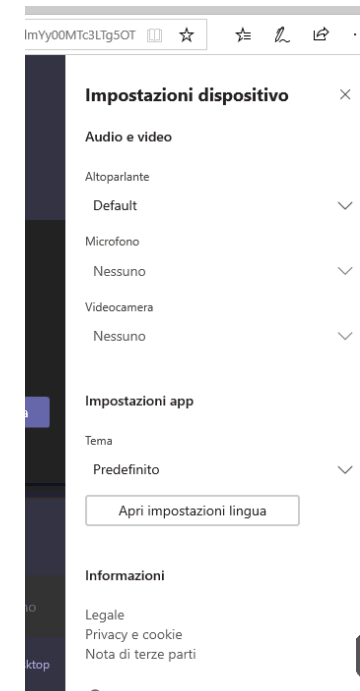 lmYy00MTc3LTg5OT
Impostazioni dispositivo
Audio e video
Altoparlante
Default
Microfono
Nessuno
Videocamera
Nessuno
Impostazioni app
Tema
Predefinito
Apri impostazioni lingua
Informazioni
Legale
Privacy e cookie
Nota di terze parti